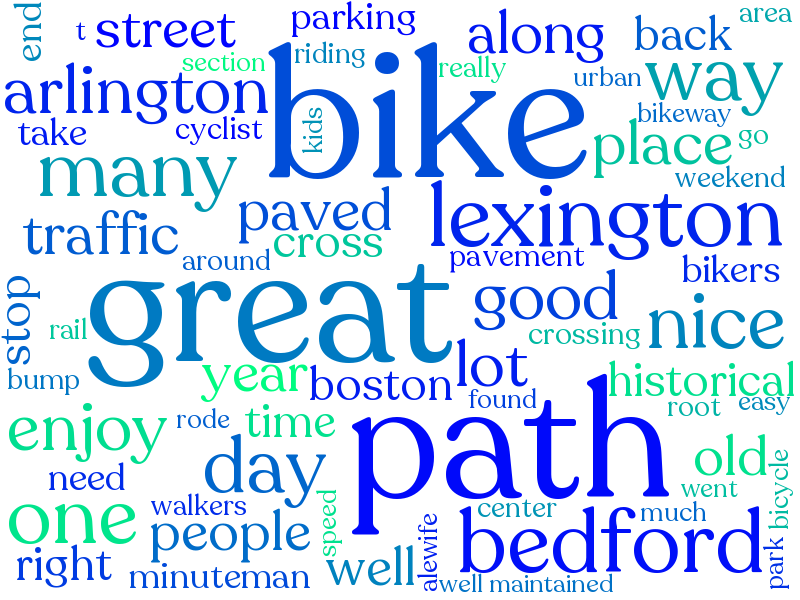 end
t
street
parking
along
back
area
section
riding
really
urban
way
arlington
bike
bikeway
take
cyclist
kids
place
go
many
weekend
traffic
paved
cross
lexington
around
pavement
bikers
stop
great
good
nice
rail
crossing
bump
year
boston
lot
historical
found
root
easy
enjoy
rode
time
path
old
need
day
went
bicycle
one
walkers
people
speed
center
much
right
minuteman
well
alewife
bedford
park
well maintained